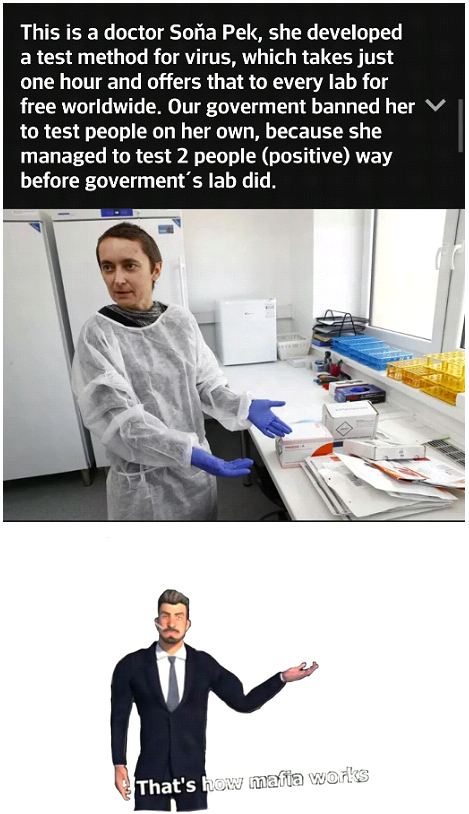 This is a doctor Soňa Pek, she developed
a test method for virus, which takes just
one hour and offers that to every lab for
free worldwide. Our goverment banned her
to test people on her own, because she
managed to test 2 people (positive) way
before goverment´s lab did.
That's how mafia works